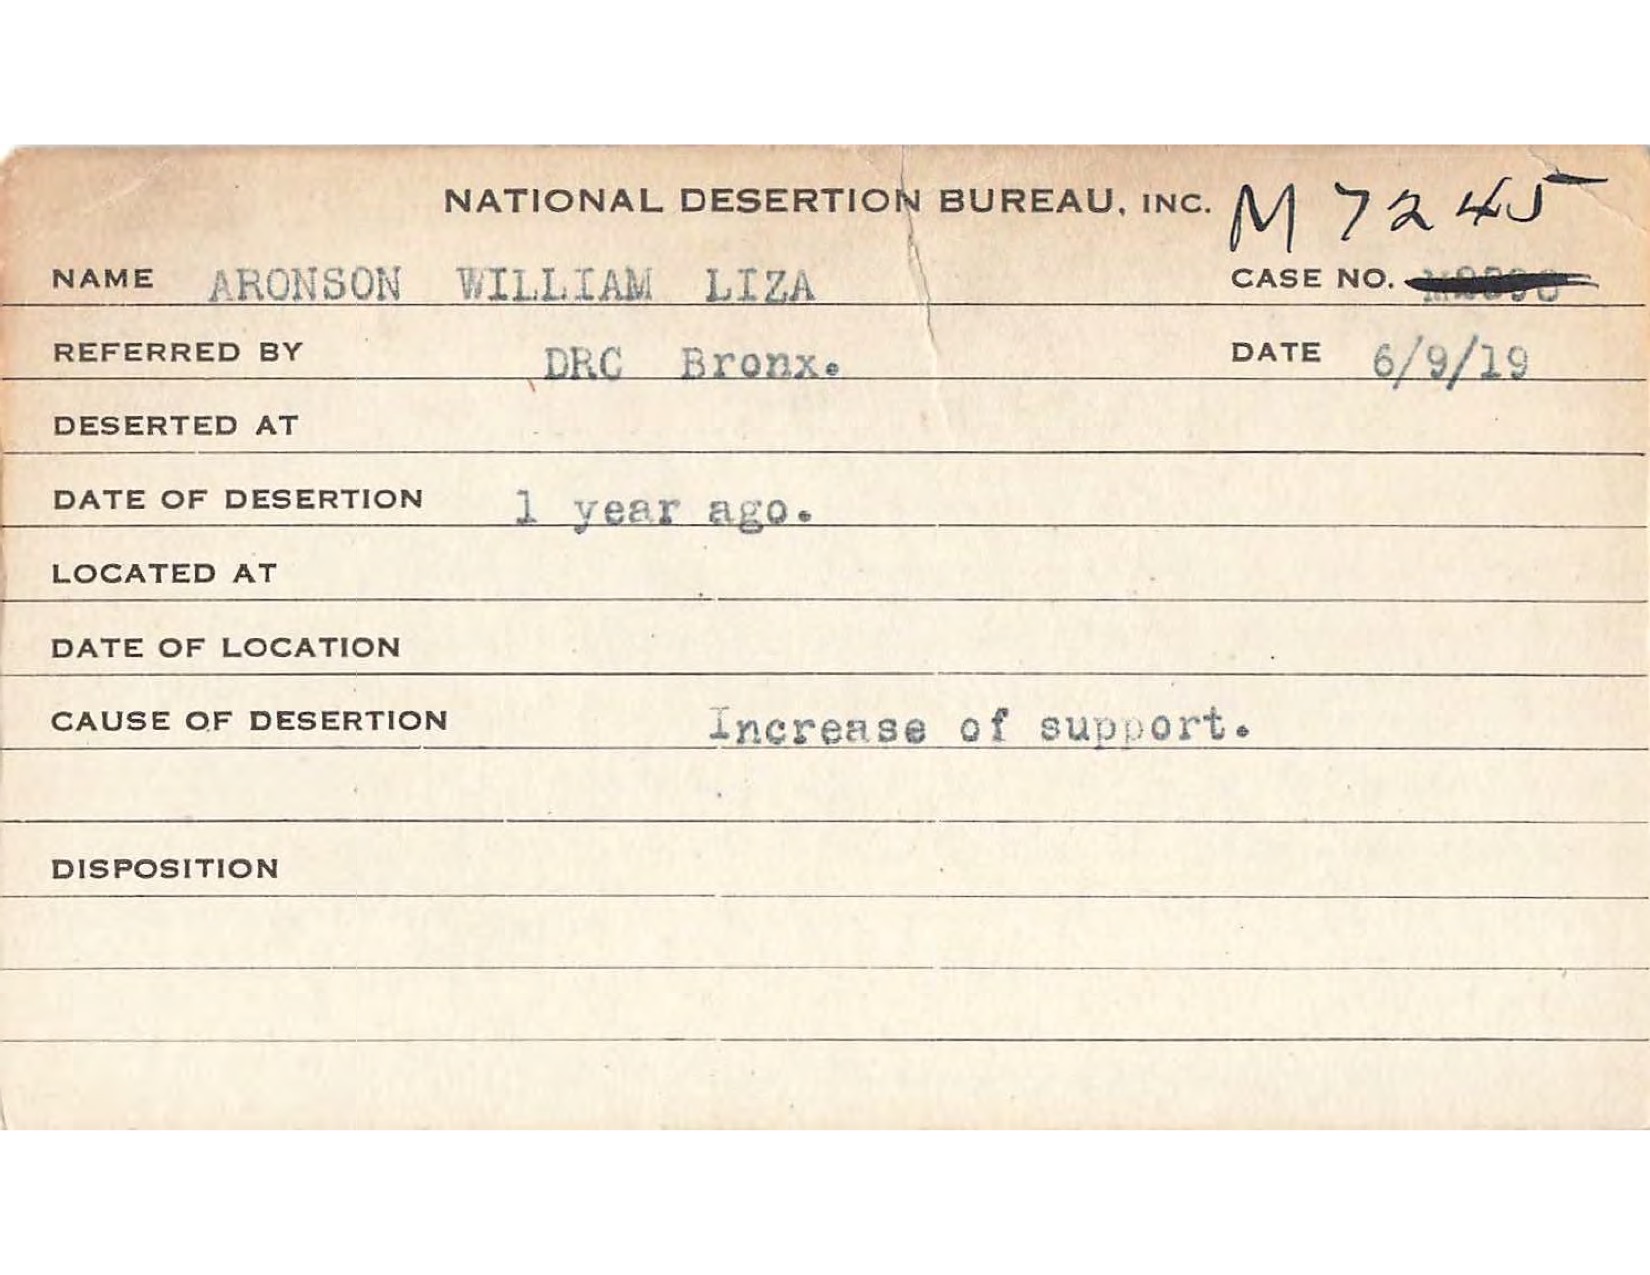 NATIONAL DESERTION BUREAU, INC. M 7245
NAME ARONSON WILLIAM LIZA CASE NO.
REFERRED BY DRC Bronx. DATE 6/9/19
DESERTED AT
DATE OF DESERTION 1 year ago.
LOCATED AT
DATE OF LOCATION
CAUSE OF DESERTION Increase of support.
DISPOSITION